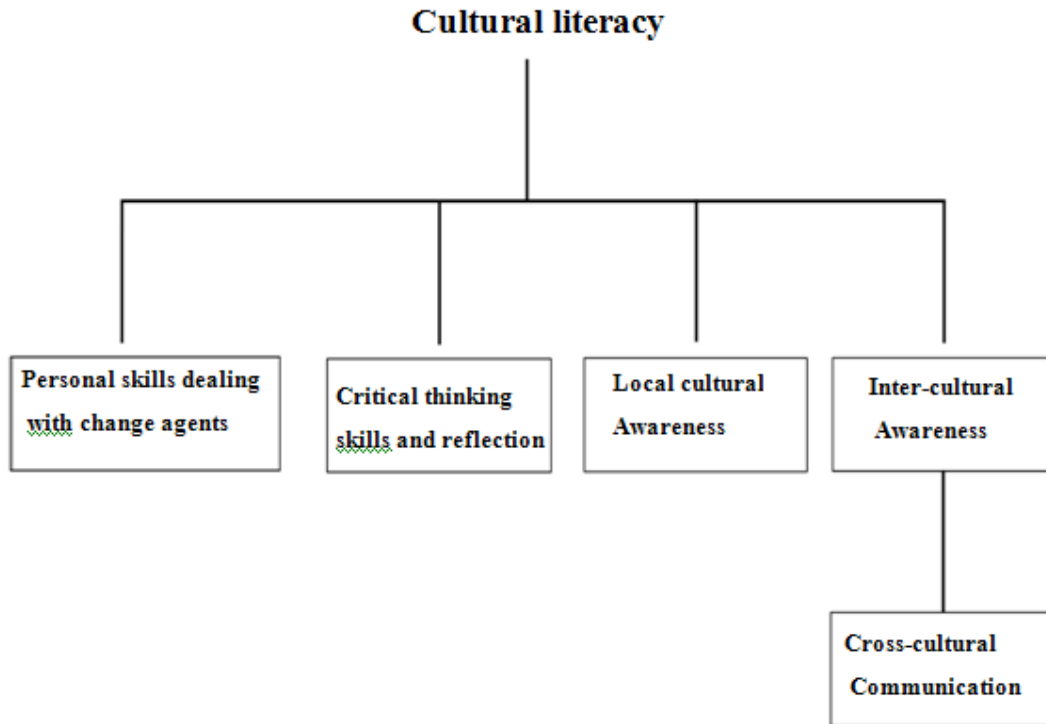 Cultural literacy
Personal skills dealing
with change agents
Critical thinking
skills and reflection
Local cultural
Awareness
Inter-cultural
Awareness
Cross-cultural
Communication